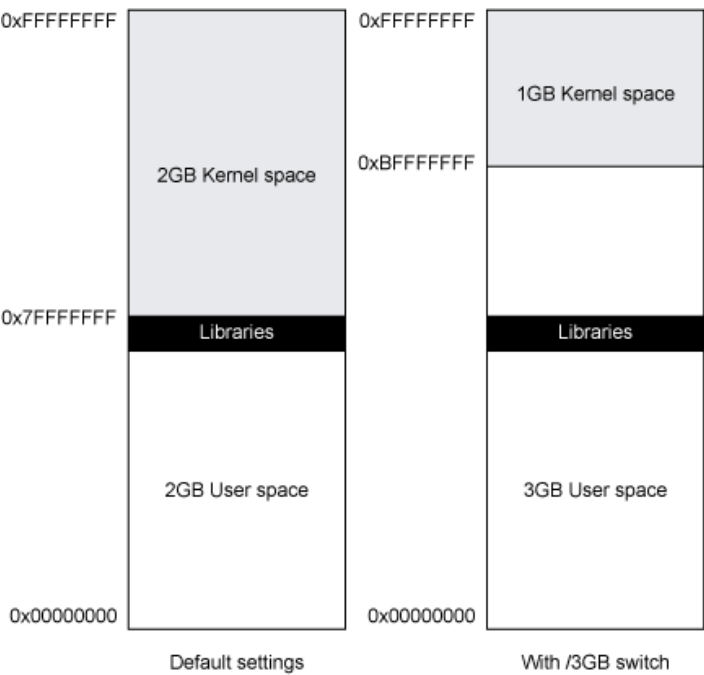 0xFFFFFFFF
2GB Kernel space
0x7FFFFFFF
Libraries
2GB User space
0x00000000
Default settings
0xFFFFFFFF
1GB Kernel space
0xBFFFFFFF
Libraries
3GB User space
0x00000000
With /3GB switch